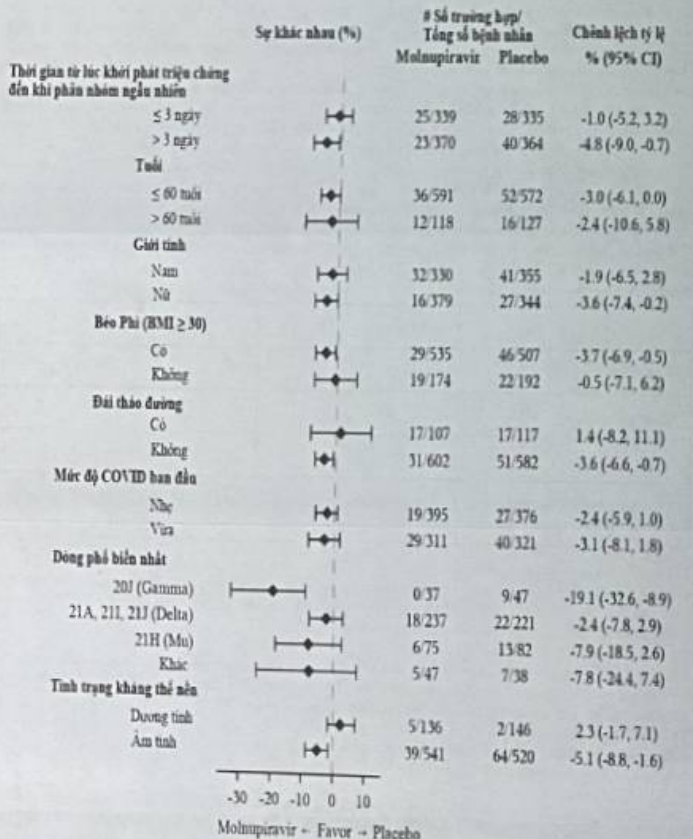 Sự khác nhau (%)
# Số trường hợp/
Tổng số bệnh nhân
Chênh lệch tỷ lệ
Molnupiravir Placebo % (95% CI)
Thời gian từ lúc khởi phát triệu chứng
đến khi phân nhóm ngẫu nhiên
≤ 3 ngày 25/339 28/335 -1.0 (-5.2, 3.2)
> 3 ngày 23/370 40/364 -4.8 (-9.0, -0.7)
Tuổi
≤ 60 tuổi 36/591 52/572 -3.0 (-6.1, 0.0)
> 60 tuổi 12/118 16/127 -2.4 (-10.6, 5.8)
Giới tính
Nam 32/330 41/355 -1.9 (-6.5, 2.8)
Nữ 16/379 27/344 -3.6 (-7.4, -0.2)
Béo Phì (BMI ≥ 30)
Có 29/535 46/507 -3.7 (-6.9, -0.5)
Không 19/174 22/192 -0.5 (-7.1, 6.2)
Đái tháo đường
Có 17/107 17/117 1.4 (-8.2, 11.1)
Không 31/602 51/582 -3.6 (-6.6, -0.7)
Mức độ COVID ban đầu
Nhẹ 19/395 27/376 -2.4 (-5.9, 1.0)
Vừa 29/311 40/321 -3.1 (-8.1, 1.8)
Dòng phổ biến nhất
20J (Gamma) 0/37 9/47 -19.1 (-32.6, -8.9)
21A, 21I, 21J (Delta) 18/237 22/221 -2.4 (-7.8, 2.9)
21H (Mu) 6/75 13/82 -7.9 (-18.5, 2.6)
Khác 5/47 7/38 -7.8 (-24.4, 7.4)
Tình trạng kháng thể nền
Dương tính 5/136 2/146 2.3 (-1.7, 7.1)
Âm tính 39/541 64/520 -5.1 (-8.8, -1.6)
-30 -20 -10 0 10
Molnupiravir ← Favor → Placebo